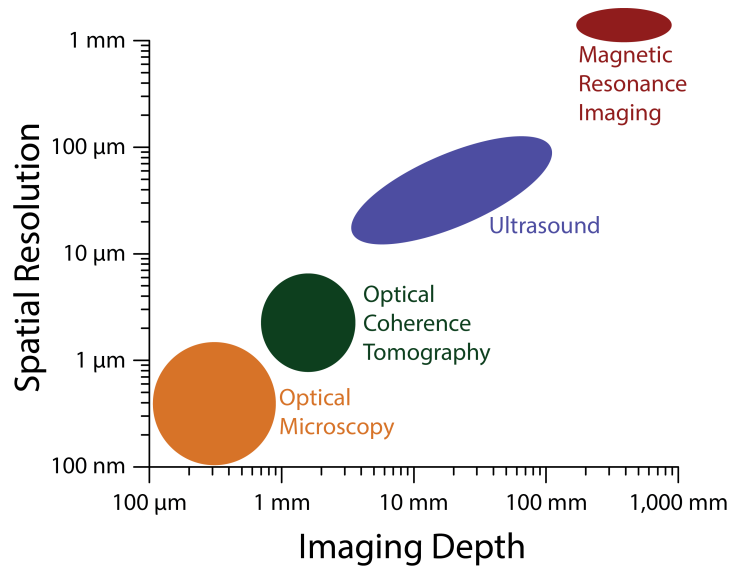 Spatial Resolution
1 mm
100 µm
10 µm
1 µm
100 nm
Magnetic
Resonance
Imaging
Ultrasound
Optical
Coherence
Tomography
Optical
Microscopy
100 µm
1 mm
10 mm
100 mm
1,000 mm
Imaging Depth